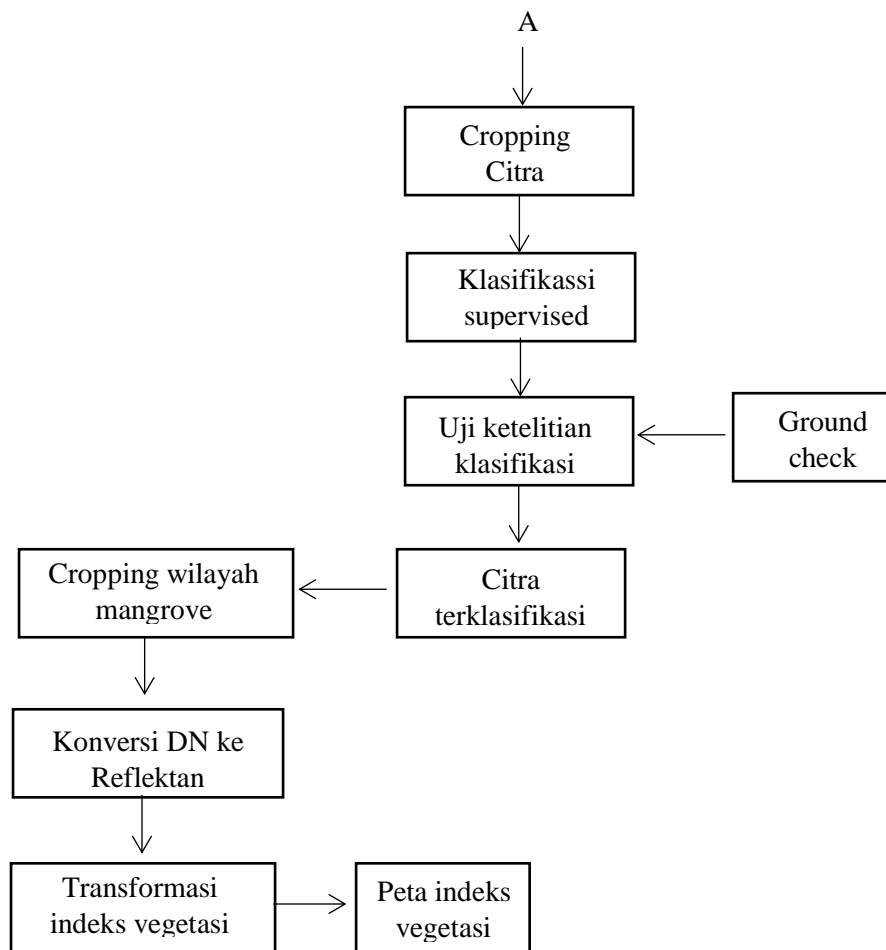 A
Cropping
Citra
Klasifikassi
supervised
Uji ketelitian
klasifikasi
Ground
check
Citra
terklasifikasi
Cropping wilayah
mangrove
Konversi DN ke
Reflektan
Transformasi
indeks vegetasi
Peta indeks
vegetasi